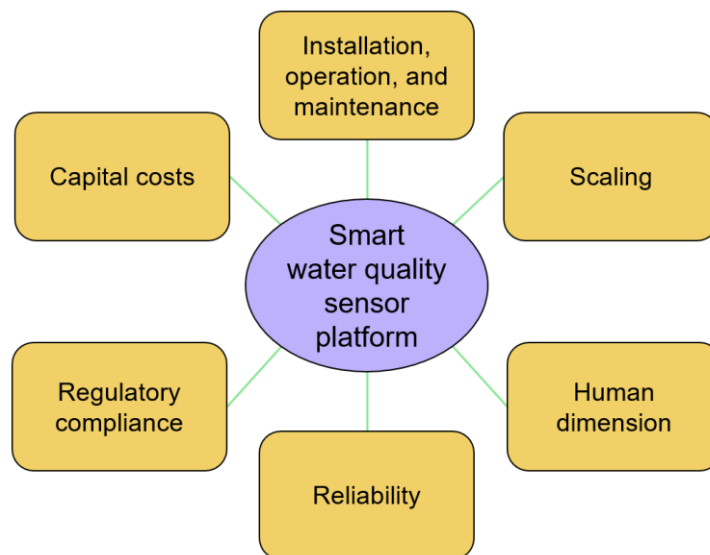 Installation,
operation, and
maintenance
Capital costs
Scaling
Smart
water quality
sensor
platform
Regulatory
compliance
Human
dimension
Reliability